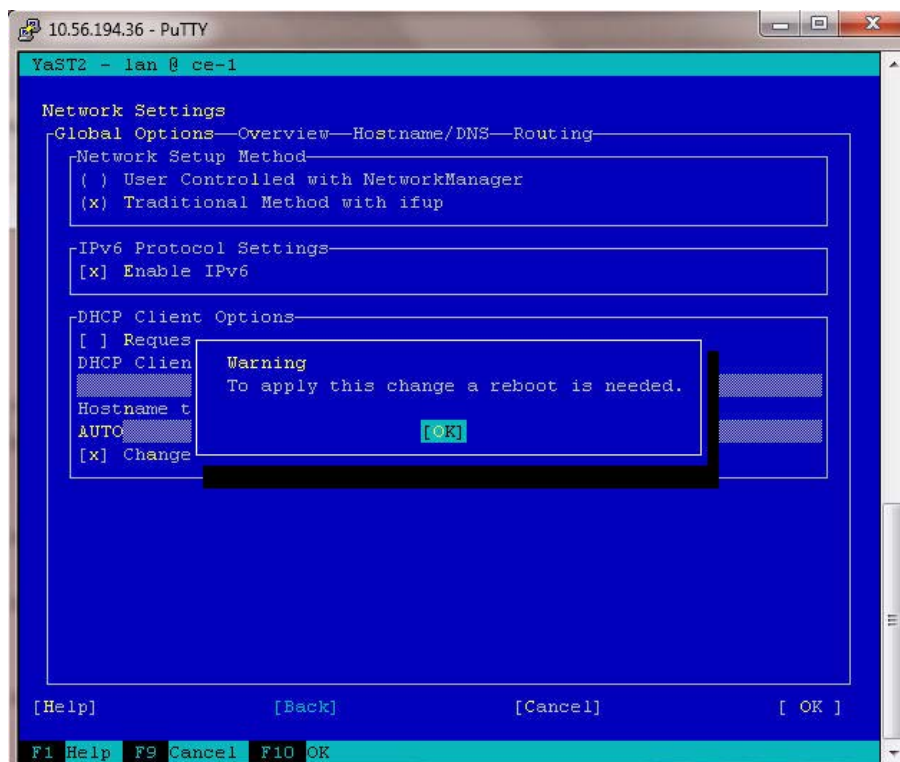 10.56.194.36 - PuTTY
YaST2 - lan @ ce-1
Network Settings
Global Options—Overview—Hostname/DNS—Routing
Network Setup Method
( ) User Controlled with NetworkManager
(x) Traditional Method with ifup
IPv6 Protocol Settings
[x] Enable IPv6
DHCP Client Options
[ ] Reques
DHCP Clien
Warning
To apply this change a reboot is needed.
Hostname t
AUTO
[OK]
[x] Change
[Help] [Back] [Cancel] [ OK ]
F1 Help F9 Cancel F10 OK